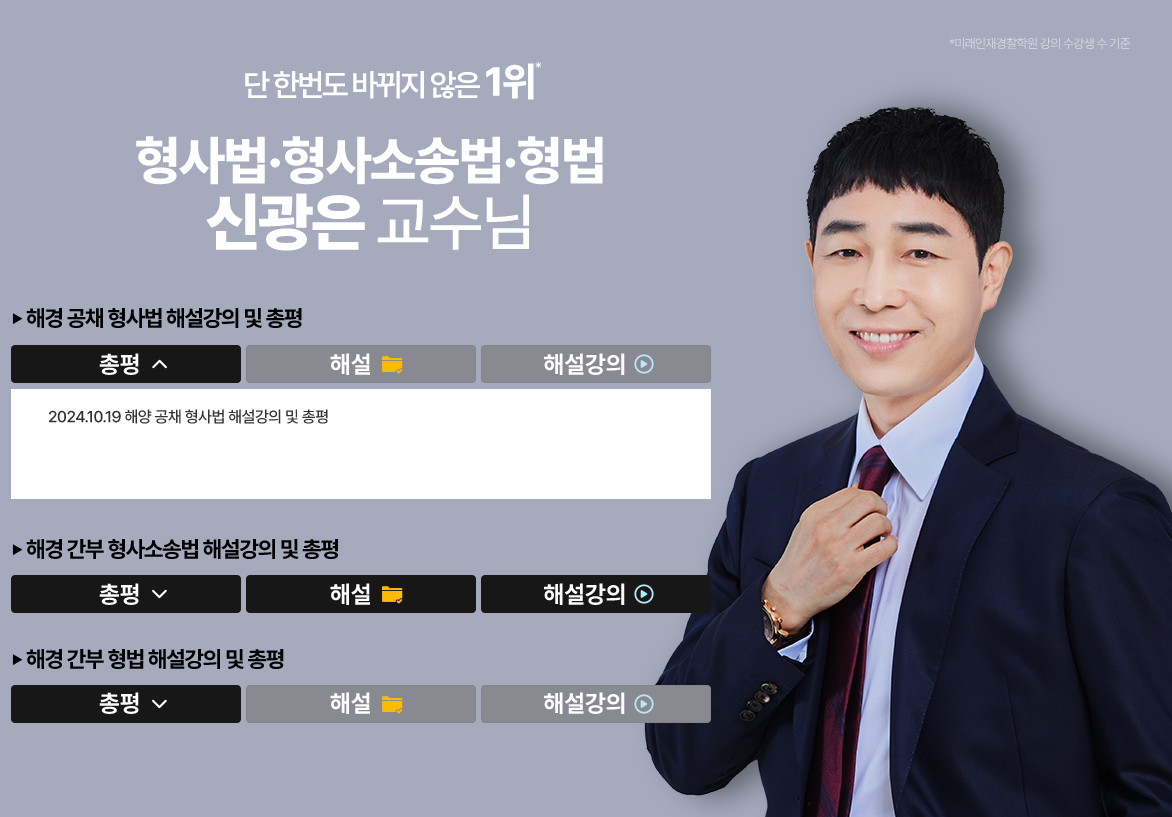 *미래인재경찰학원 강의 수강생 수 기준
단 한번도 바뀌지 않은 1위*
형사법·형사소송법·형법
신광은 교수님
▶ 해경 공채 형사법 해설강의 및 총평
총평 해설 해설강의
2024.10.19 해양 공채 형사법 해설강의 및 총평
▶ 해경 간부 형사소송법 해설강의 및 총평
총평 해설 해설강의
▶ 해경 간부 형법 해설강의 및 총평
총평 해설 해설강의